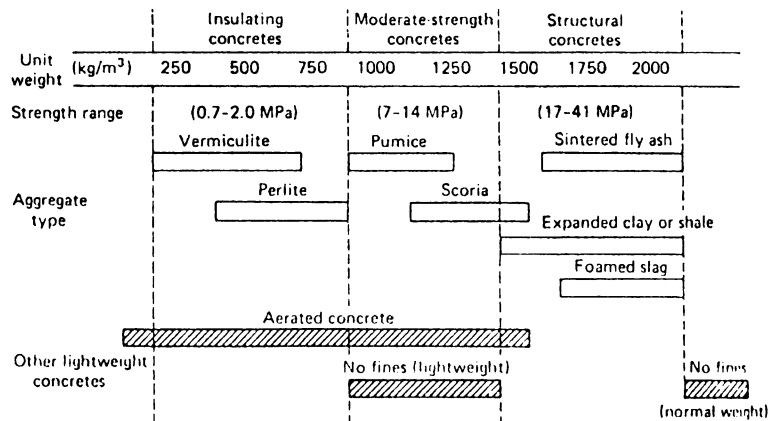 Insulating concretes
Moderate-strength concretes
Structural concretes
Unit weight (kg/m³) 250 500 750 1000 1250 1500 1750 2000
Strength range (0.7-2.0 MPa) (7-14 MPa) (17-41 MPa)
Vermiculite Pumice Sintered fly ash
Aggregate type
Perlite Scoria
Expanded clay or shale
Foamed slag
Aerated concrete
Other lightweight concretes
No fines (lightweight) No fines
(normal weight)